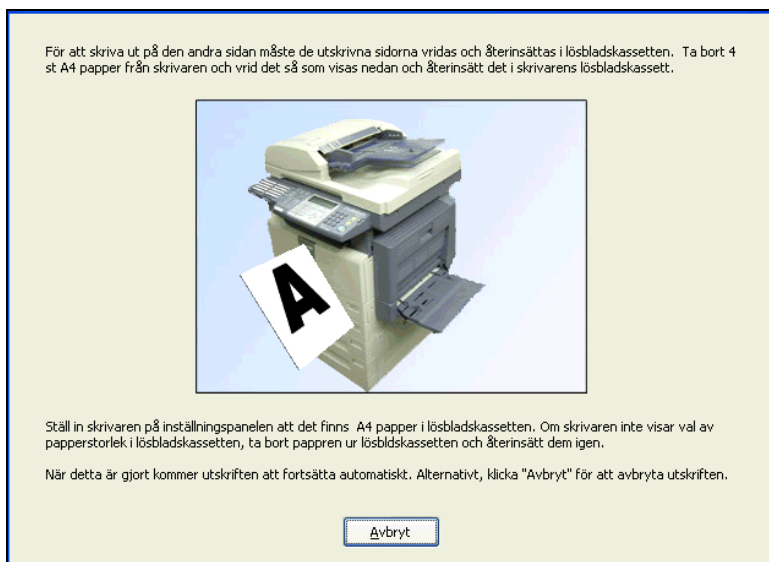 För att skriva ut på den andra sidan måste de utskrivna sidorna vridas och återinsättas i lösbladskassetten.  Ta bort 4
st A4 papper från skrivaren och vrid det så som visas nedan och återinsätt det i skrivarens lösbladskassett.
A
Ställ in skrivaren på inställningspanelen att det finns  A4 papper i lösbladskassetten. Om skrivaren inte visar val av
papperstorlek i lösbladskassetten, ta bort pappren ur lösbldskassetten och återinsätt dem igen.
När detta är gjort kommer utskriften att fortsätta automatiskt. Alternativt, klicka "Avbryt" för att avbryta utskriften.
Avbryt